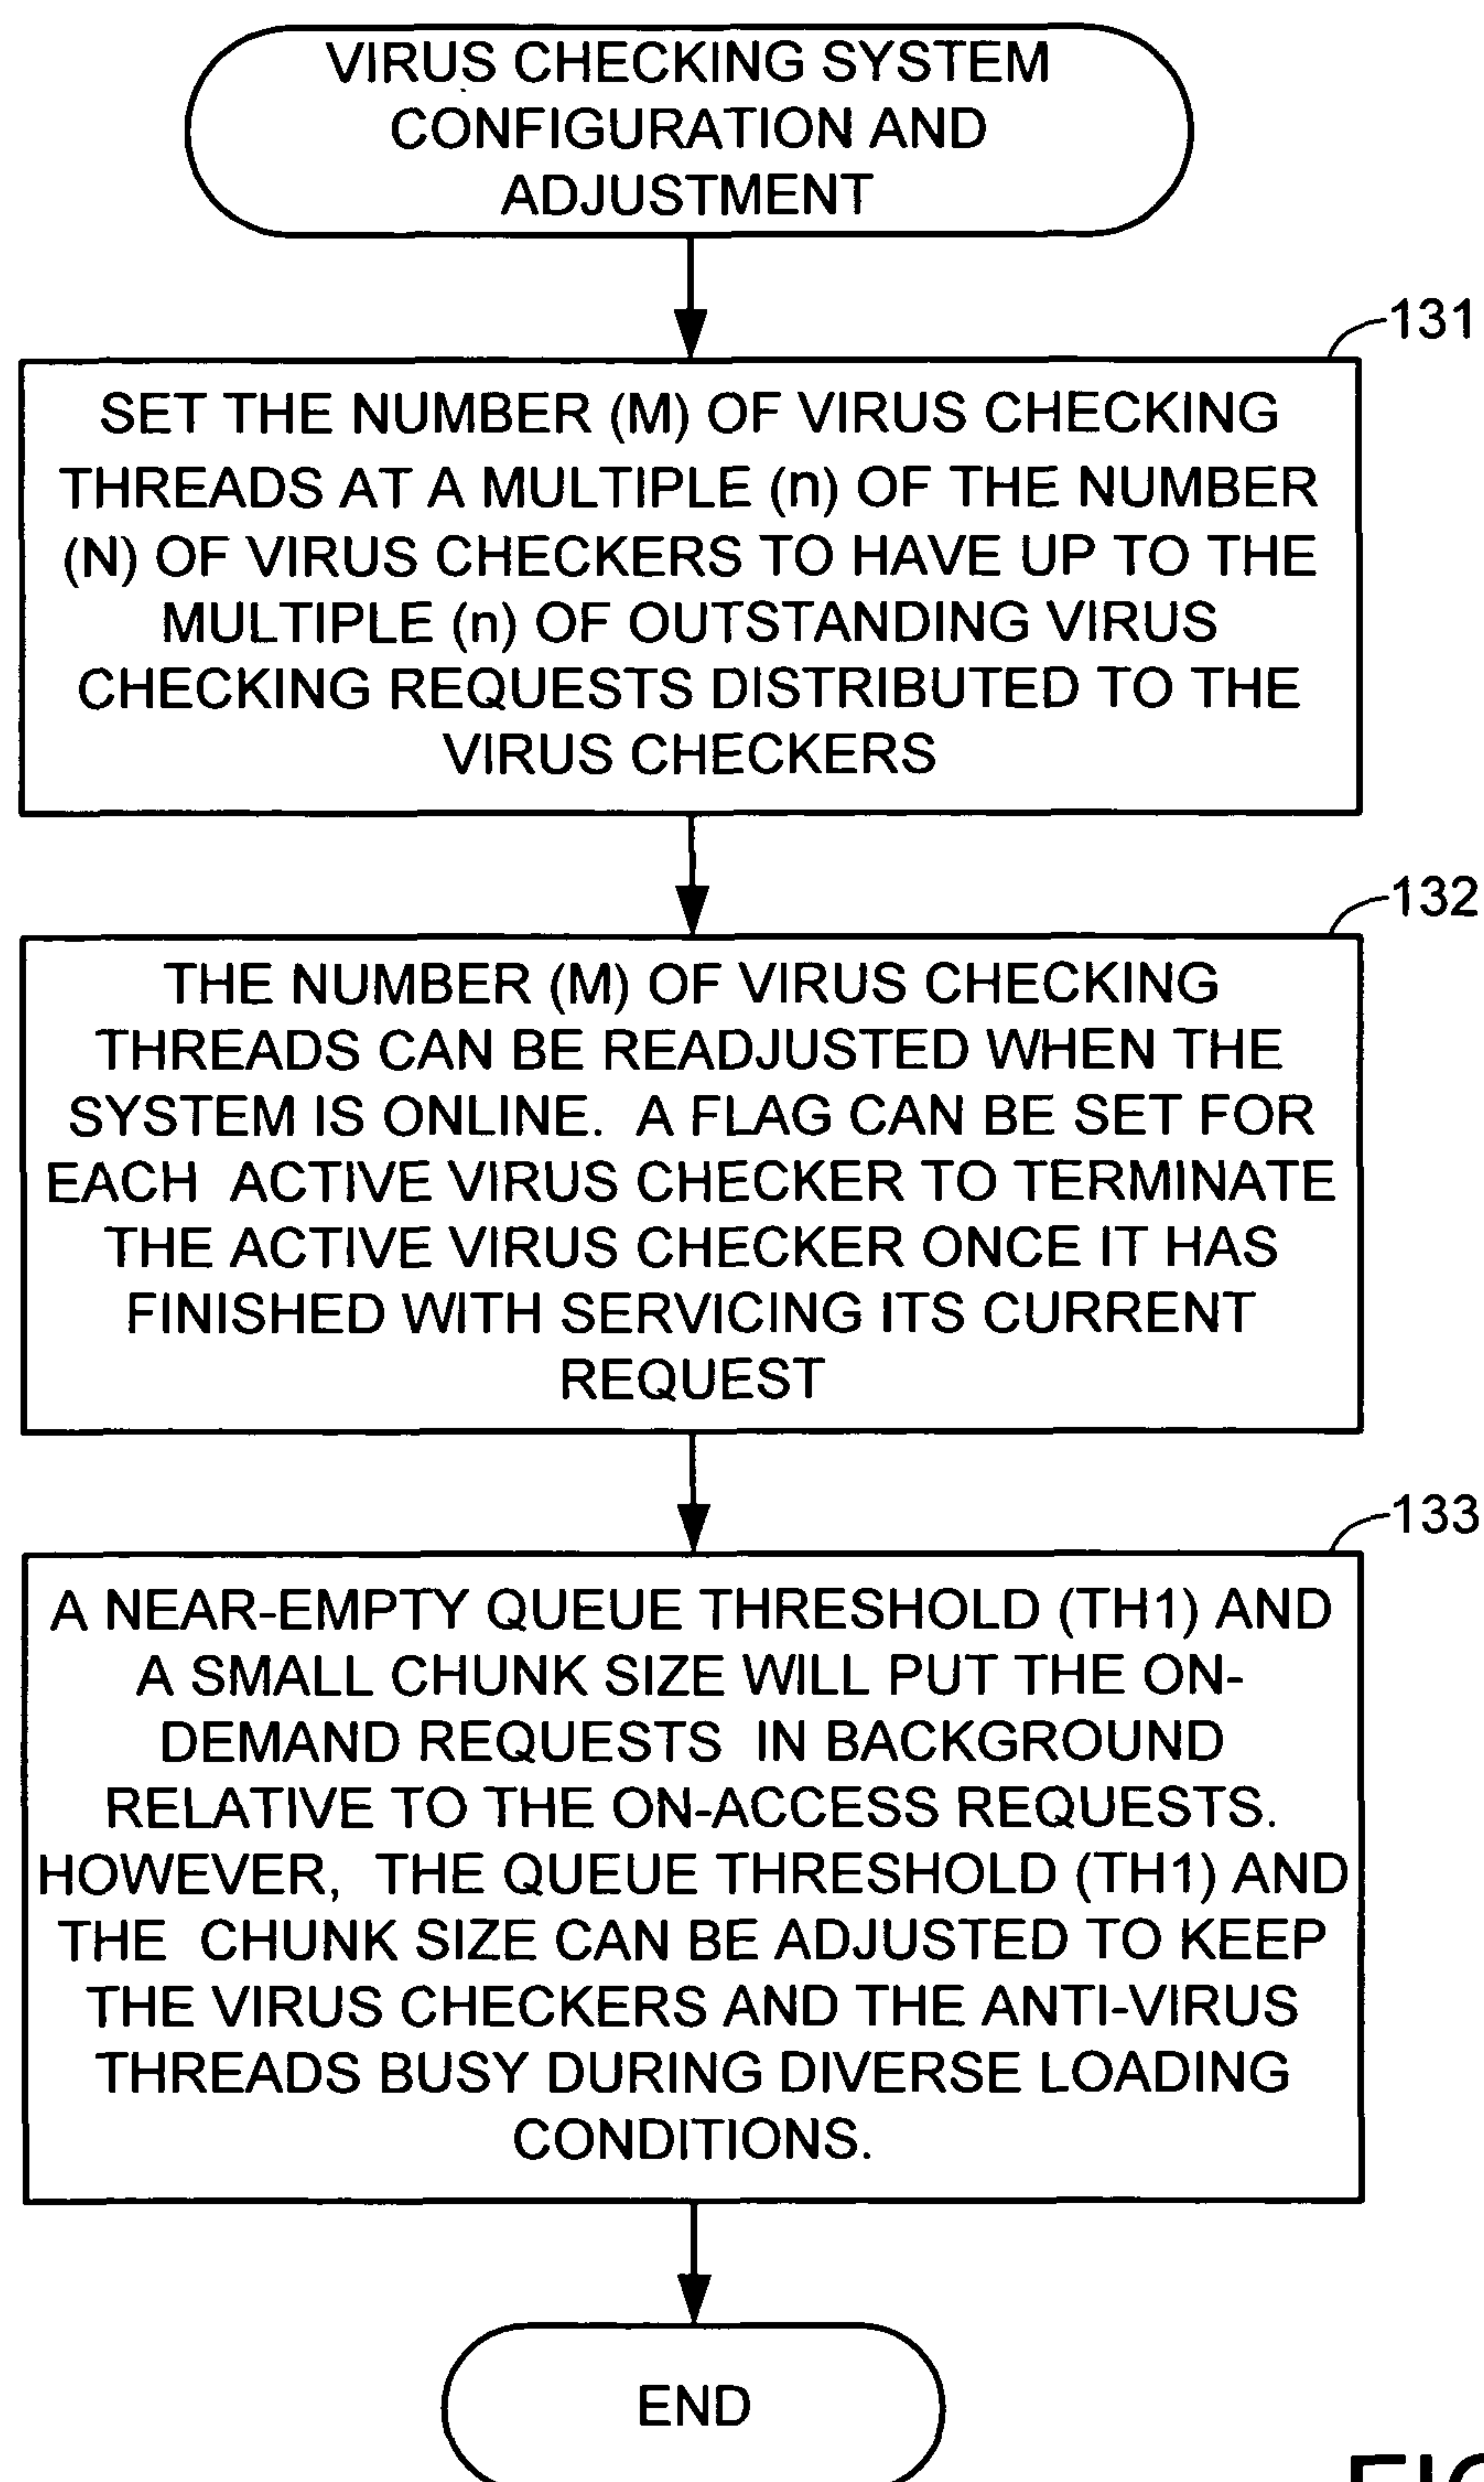 VIRUS CHECKING SYSTEM
CONFIGURATION AND
ADJUSTMENT
131
SET THE NUMBER (M) OF VIRUS CHECKING
THREADS AT A MULTIPLE (n) OF THE NUMBER
(N) OF VIRUS CHECKERS TO HAVE UP TO THE
MULTIPLE (n) OF OUTSTANDING VIRUS
CHECKING REQUESTS DISTRIBUTED TO THE
VIRUS CHECKERS
132
THE NUMBER (M) OF VIRUS CHECKING
THREADS CAN BE READJUSTED WHEN THE
SYSTEM IS ONLINE. A FLAG CAN BE SET FOR
EACH ACTIVE VIRUS CHECKER TO TERMINATE
THE ACTIVE VIRUS CHECKER ONCE IT HAS
FINISHED WITH SERVICING ITS CURRENT
REQUEST
133
A NEAR-EMPTY QUEUE THRESHOLD (TH1) AND
A SMALL CHUNK SIZE WILL PUT THE ON-
DEMAND REQUESTS IN BACKGROUND
RELATIVE TO THE ON-ACCESS REQUESTS.
HOWEVER, THE QUEUE THRESHOLD (TH1) AND
THE CHUNK SIZE CAN BE ADJUSTED TO KEEP
THE VIRUS CHECKERS AND THE ANTI-VIRUS
THREADS BUSY DURING DIVERSE LOADING
CONDITIONS.
END